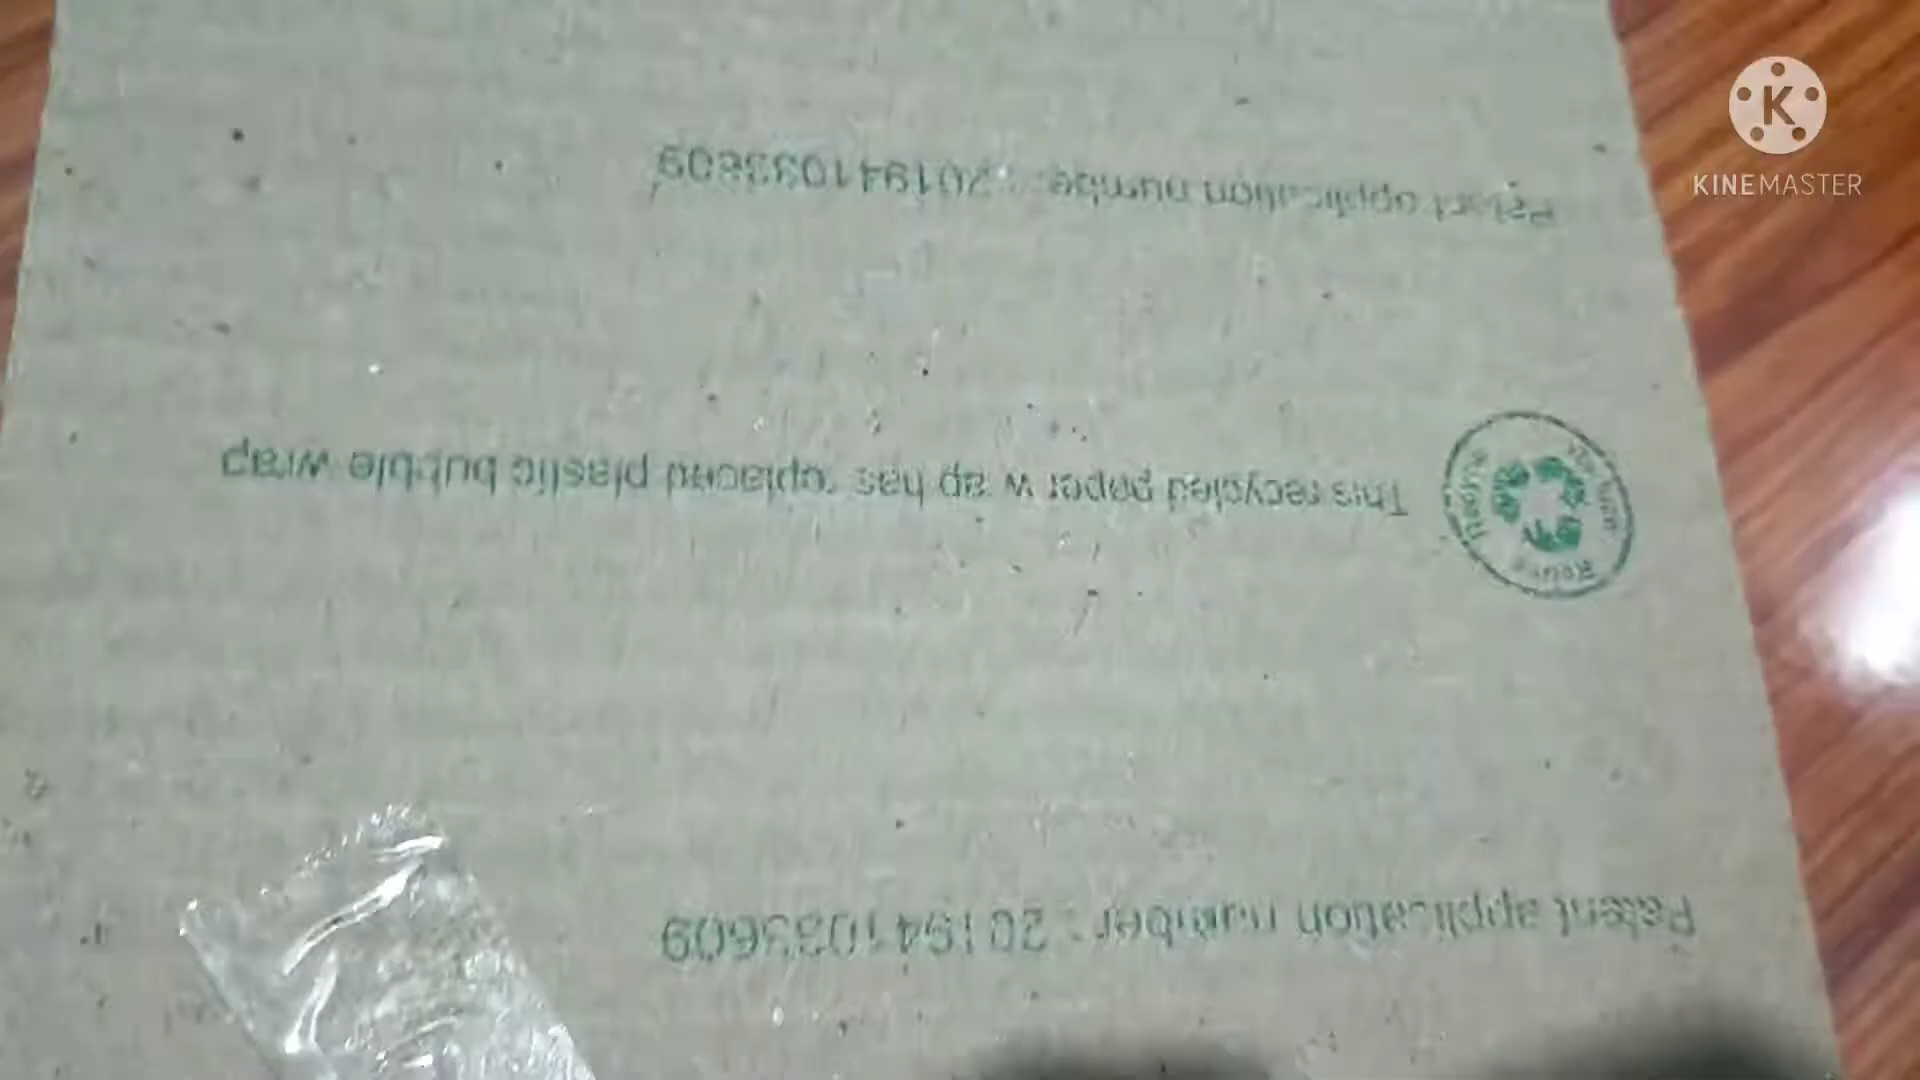 Patent application number : 201941033609
This recycled paper wrap has replaced plastic bubble wrap
Patent application number : 201941033609
KINEMASTER